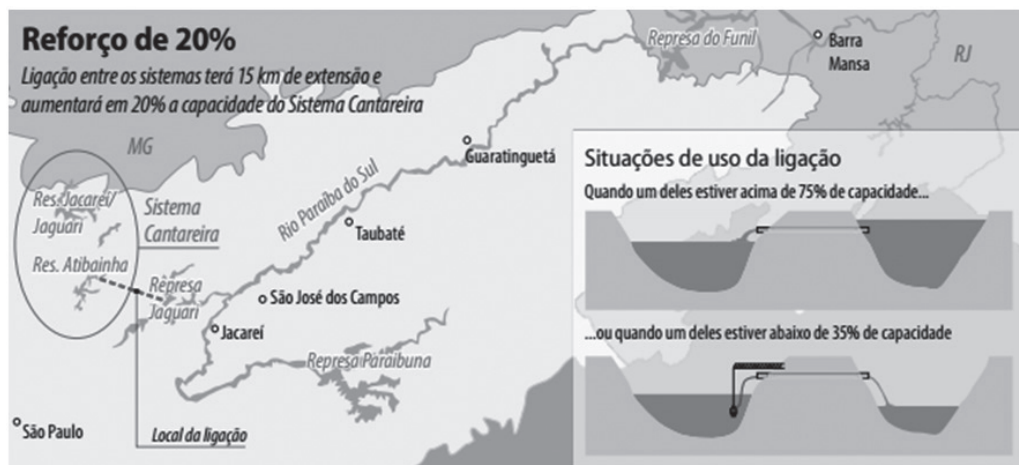 Reforço de 20%
Ligação entre os sistemas terá 15 km de extensão e
aumentará em 20% a capacidade do Sistema Cantareira
MG
Represa do Funil
Barra
Mansa
RJ
Guaratinguetá
Rio Paraíba do Sul
Taubaté
Res. Jacareí/
Jaguari
Sistema
Cantareira
Res. Atibainha
Represa
Jaguari
São José dos Campos
Jacareí
Represa Paraibuna
São Paulo
Local da ligação
Situações de uso da ligação
Quando um deles estiver acima de 75% de capacidade...
...ou quando um deles estiver abaixo de 35% de capacidade